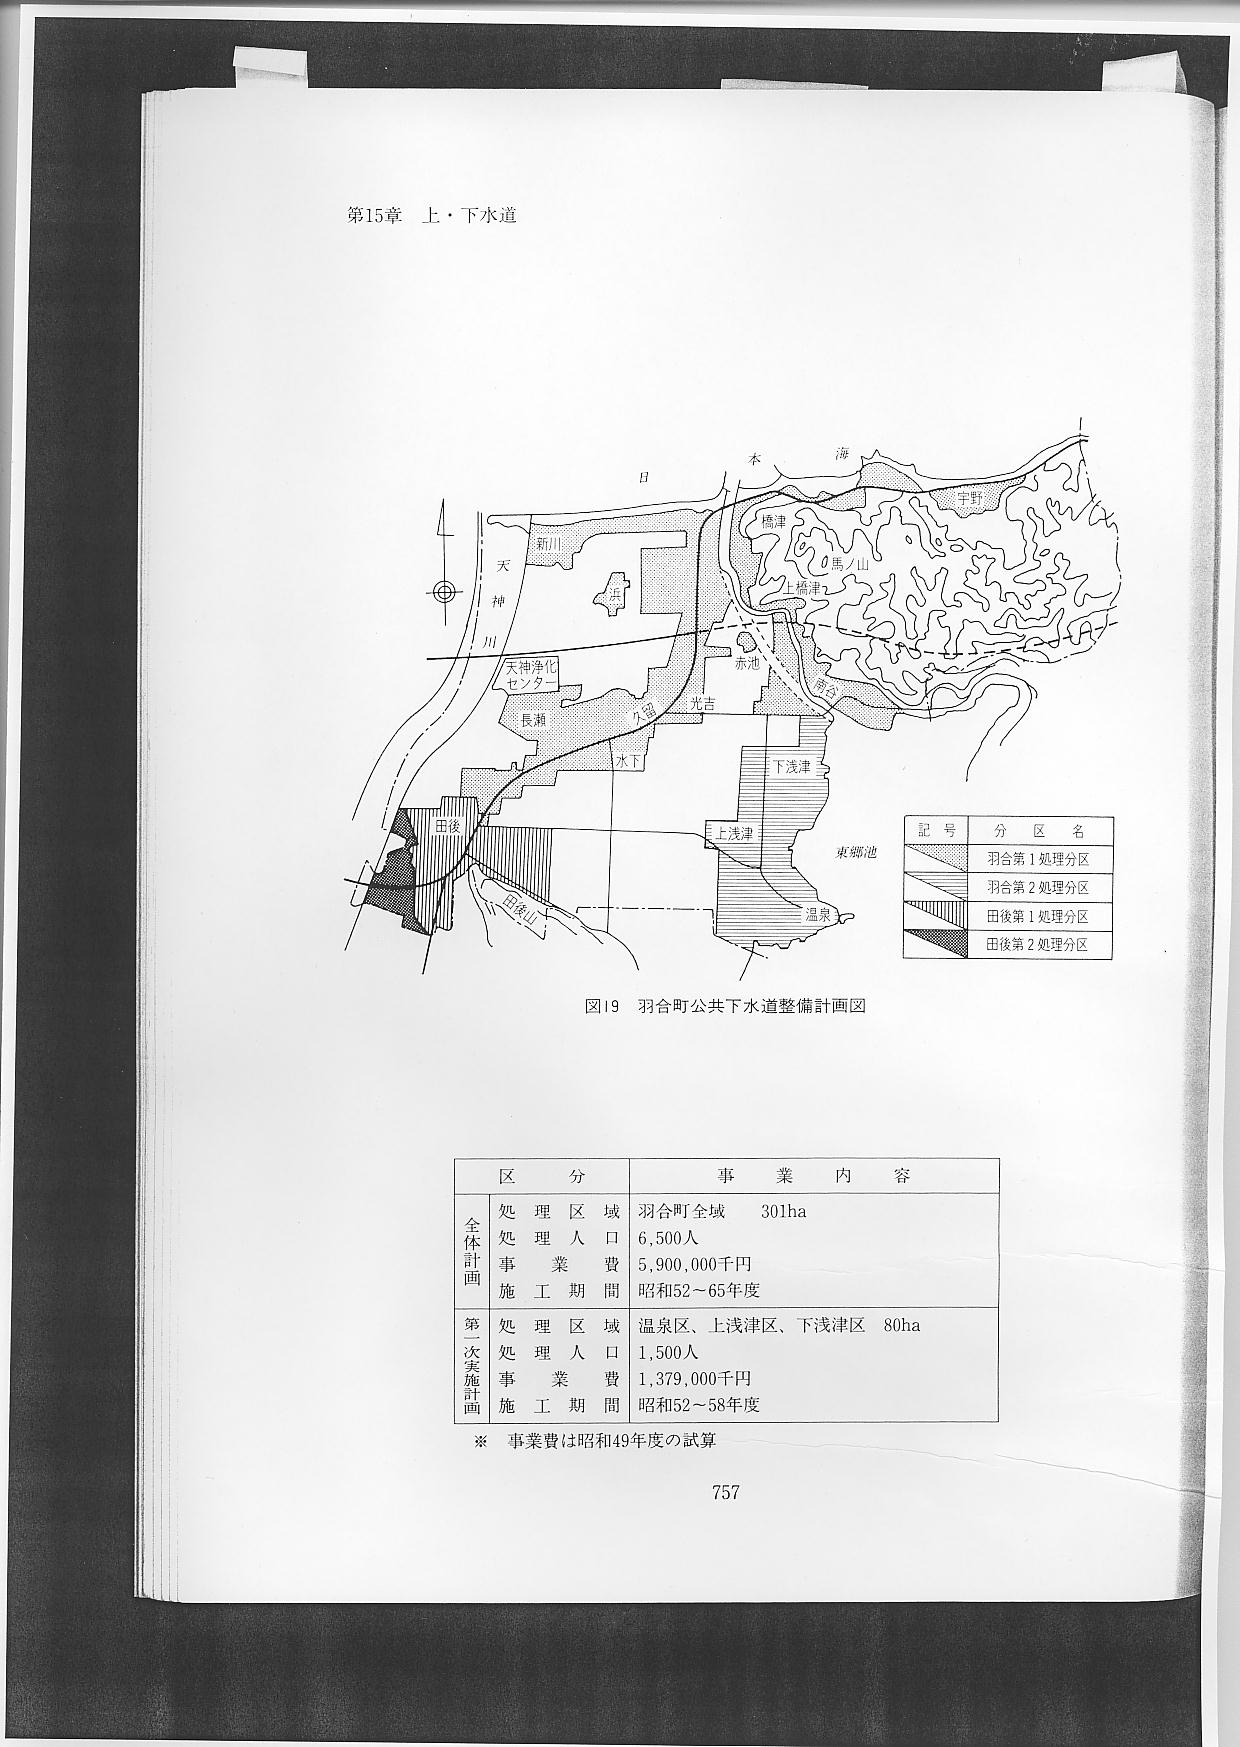 第15章 上・下水道
日本海
天神川
新川
浜
橋津
馬ノ山
上橋津
宇野
天神浄化
センター
赤池
南谷
長瀬
久留
光吉
水下
下浅津
田後
上浅津
東郷池
田後山
温泉
記号 分区名
羽合第1処理分区
羽合第2処理分区
田後第1処理分区
田後第2処理分区
図19 羽合町公共下水道整備計画図
区分 事業内容
全体計画
処理区域 羽合町全域 301ha
処理人口 6,500人
事業費 5,900,000千円
施工期間 昭和52～65年度
第一次実施計画
処理区域 温泉区、上浅津区、下浅津区 80ha
処理人口 1,500人
事業費 1,379,000千円
施工期間 昭和52～58年度
※ 事業費は昭和49年度の試算
757